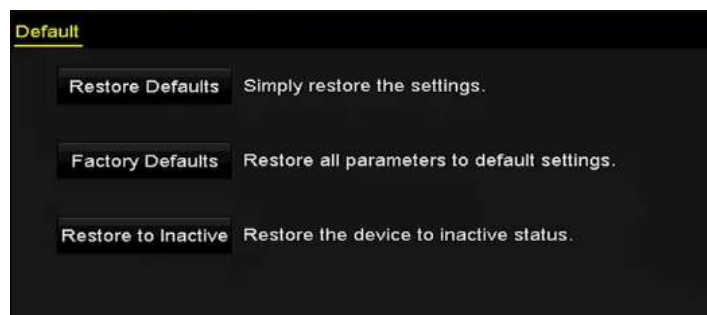 Default
Restore Defaults Simply restore the settings.
Factory Defaults Restore all parameters to default settings.
Restore to Inactive Restore the device to inactive status.